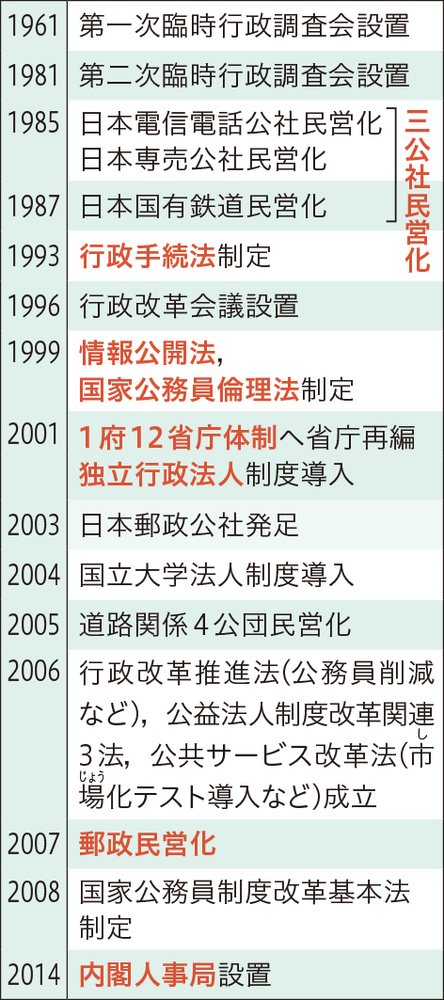 1961 第一次臨時行政調査会設置
1981 第二次臨時行政調査会設置
1985 日本電信電話公社民営化
日本専売公社民営化
1987 日本国有鉄道民営化
三公社民営化
1993 行政手続法制定
1996 行政改革会議設置
1999 情報公開法，
国家公務員倫理法制定
2001 1府12省庁体制へ省庁再編
独立行政法人制度導入
2003 日本郵政公社発足
2004 国立大学法人制度導入
2005 道路関係4公団民営化
2006 行政改革推進法(公務員削減
など)，公益法人制度改革関連
3法，公共サービス改革法(市
し
場化テスト導入など)成立
じょう
2007 郵政民営化
2008 国家公務員制度改革基本法
制定
2014 内閣人事局設置